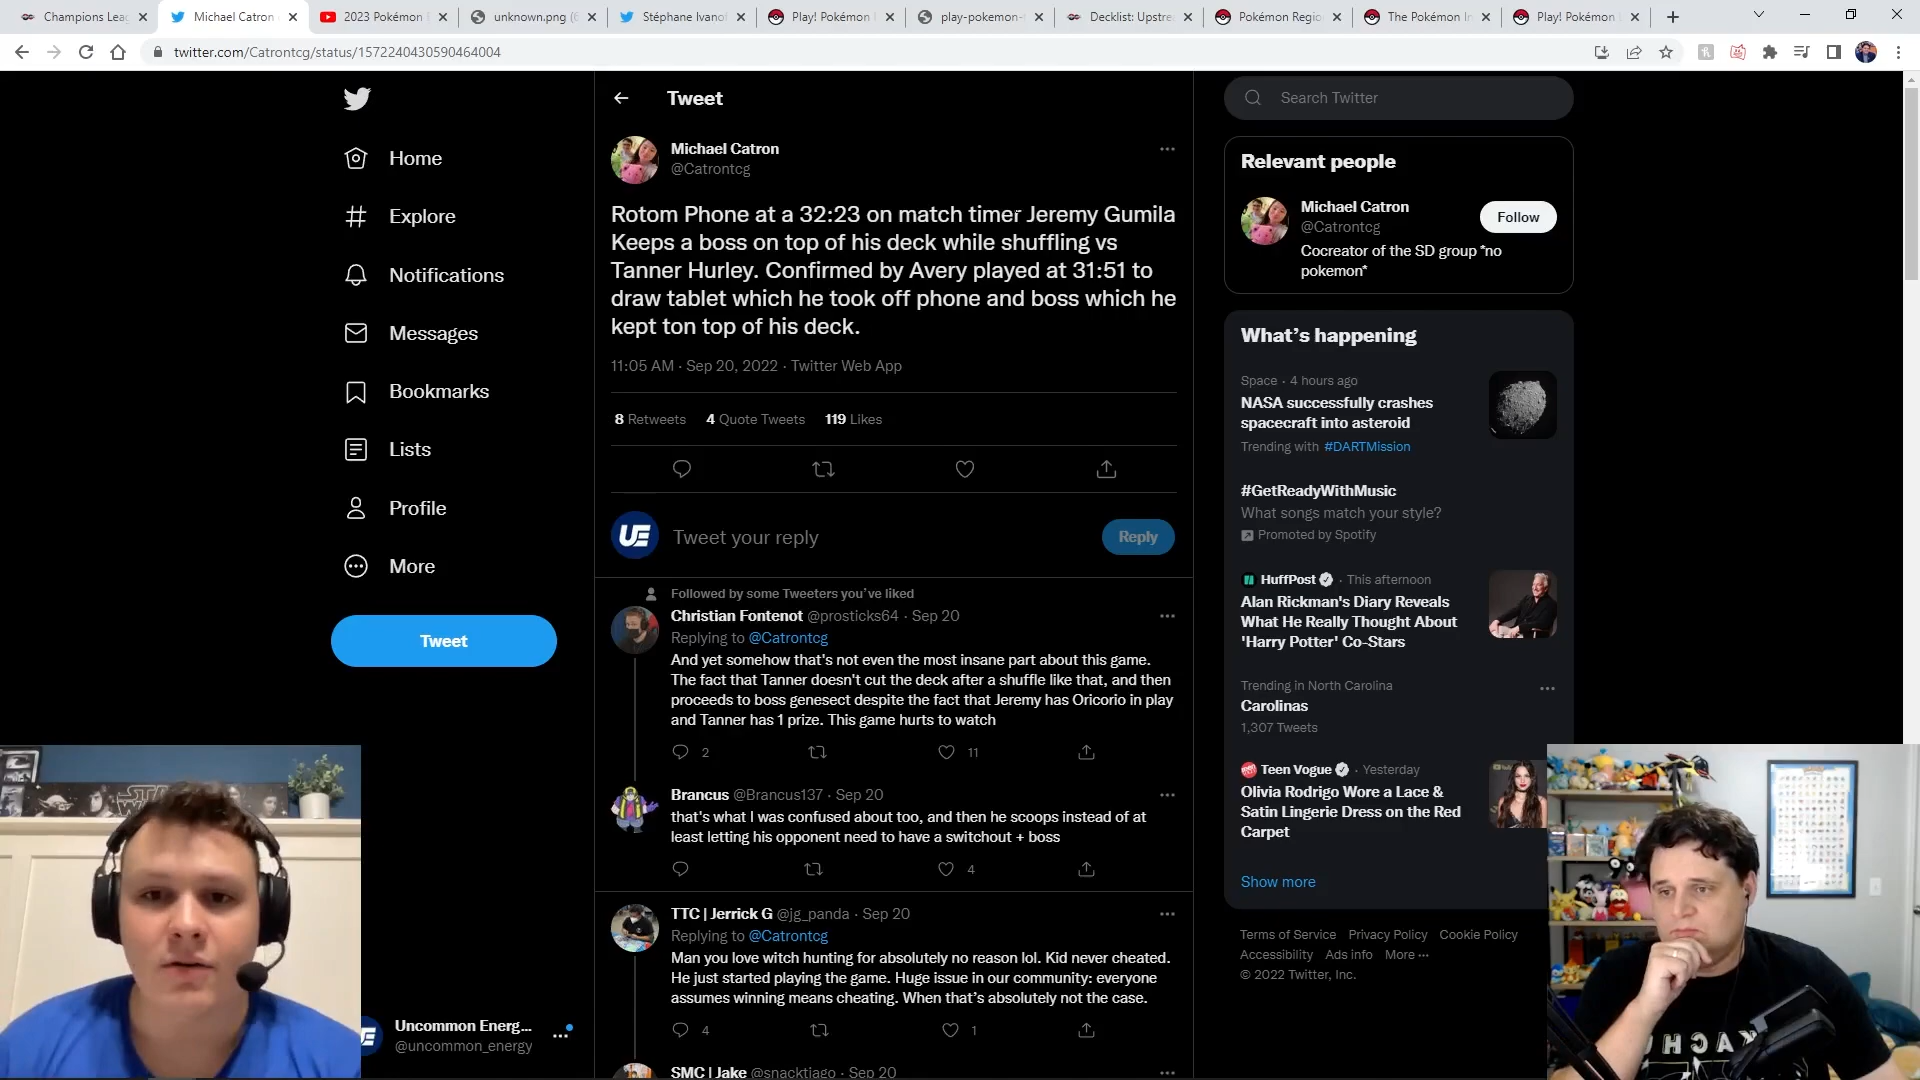 Champions Lea
Michael Catron
2023 Pokémon
unknown.png (6
Stéphane Ivanof
Play! Pokémon
play-pokemon-
Decklist: Upstre
Pokémon Regio
The Pokémon In
Play! Pokémon
twitter.com/Catrontcg/status/1572240430590464004
Home
Explore
Notifications
Messages
Bookmarks
Lists
Profile
More
Tweet
Uncommon Energ...
@uncommon_energy
Tweet
Michael Catron
@Catrontcg
Rotom Phone at a 32:23 on match timer Jeremy Gumila
Keeps a boss on top of his deck while shuffling vs
Tanner Hurley. Confirmed by Avery played at 31:51 to
draw tablet which he took off phone and boss which he
kept ton top of his deck.
11:05 AM · Sep 20, 2022 · Twitter Web App
8 Retweets 4 Quote Tweets 119 Likes
UE
Tweet your reply
Reply
Followed by some Tweeters you've liked
Christian Fontenot @prosticks64 · Sep 20
Replying to @Catrontcg
And yet somehow that's not even the most insane part about this game.
The fact that Tanner doesn't cut the deck after a shuffle like that, and then
proceeds to boss genesect despite the fact that Jeremy has Oricorio in play
and Tanner has 1 prize. This game hurts to watch
2 11
Brancus @Brancus137 · Sep 20
that's what I was confused about too, and then he scoops instead of at
least letting his opponent need to have a switchout + boss
4
TTC | Jerrick G @jg_panda · Sep 20
Replying to @Catrontcg
Man you love witch hunting for absolutely no reason lol. Kid never cheated.
He just started playing the game. Huge issue in our community: everyone
assumes winning means cheating. When that's absolutely not the case.
4 1
SMC | Jake @snacktiago · Sep 20
Search Twitter
Relevant people
Michael Catron
@Catrontcg
Follow
Cocreator of the SD group *no
pokemon*
What's happening
Space · 4 hours ago
NASA successfully crashes
spacecraft into asteroid
Trending with #DARTMission
#GetReadyWithMusic
What songs match your style?
Promoted by Spotify
HuffPost · This afternoon
Alan Rickman's Diary Reveals
What He Really Thought About
'Harry Potter' Co-Stars
Trending in North Carolina
Carolinas
1,307 Tweets
Teen Vogue · Yesterday
Olivia Rodrigo Wore a Lace &
Satin Lingerie Dress on the Red
Carpet
Show more
Terms of Service Privacy Policy Cookie Policy
Accessibility Ads info More ···
© 2022 Twitter, Inc.